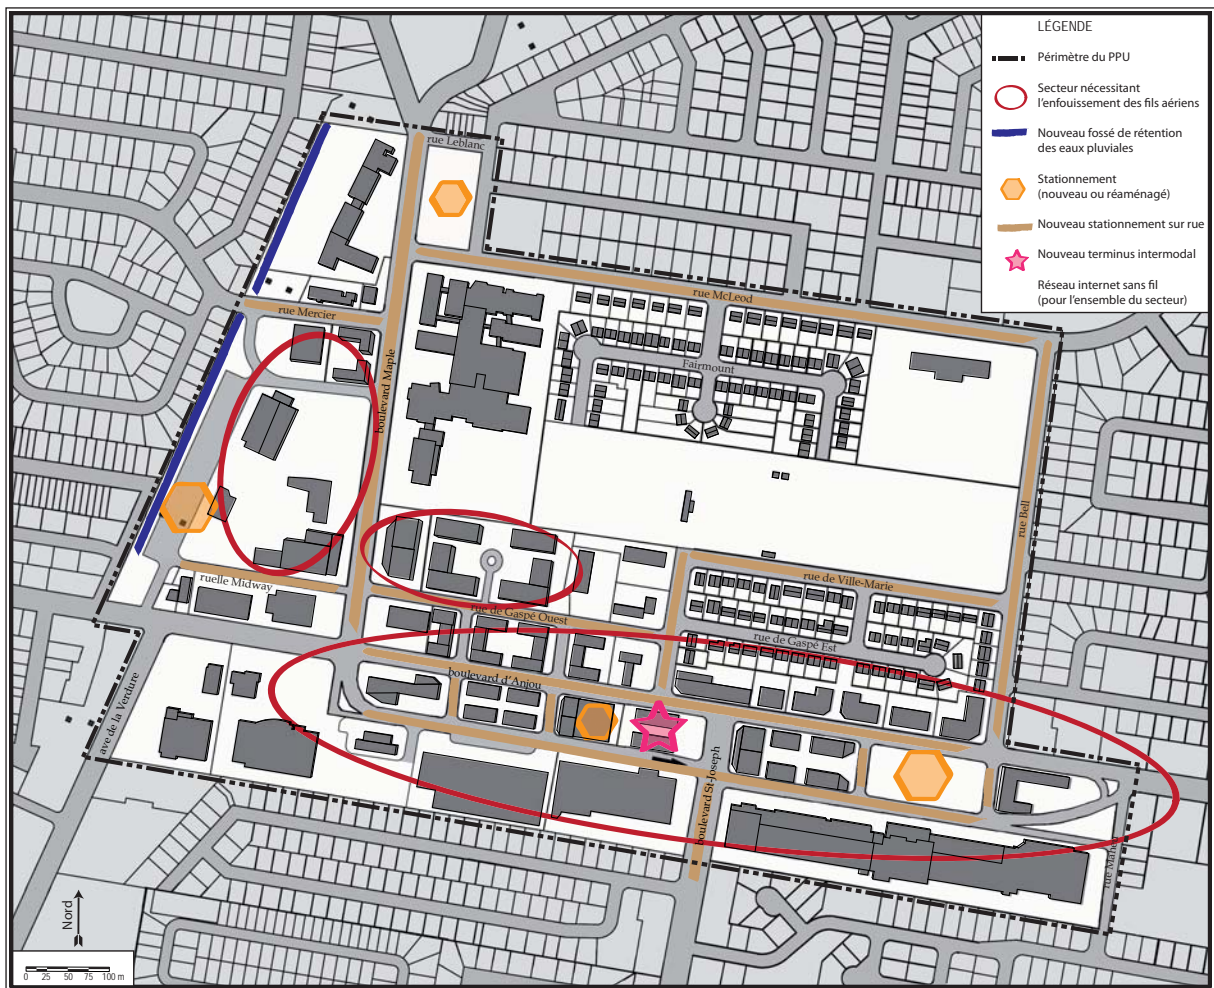 LÉGENDE
Périmètre du PPU
Secteur nécessitant
l'enfouissement des fils aériens
Nouveau fossé de rétention
des eaux pluviales
Stationnement
(nouveau ou réaménagé)
Nouveau stationnement sur rue
Nouveau terminus intermodal
Réseau internet sans fil
(pour l'ensemble du secteur)
rue Leblanc
rue McLeod
rue Mercier
boulevard Maple
Fairmount
rue Bell
rue de Ville-Marie
ruelle Midway
rue de Gaspé Ouest
rue de Gaspé Est
boulevard d'Anjou
ave de la Verdure
boulevard St-Joseph
rue Maheu
Nord
0 25 50 75 100 m